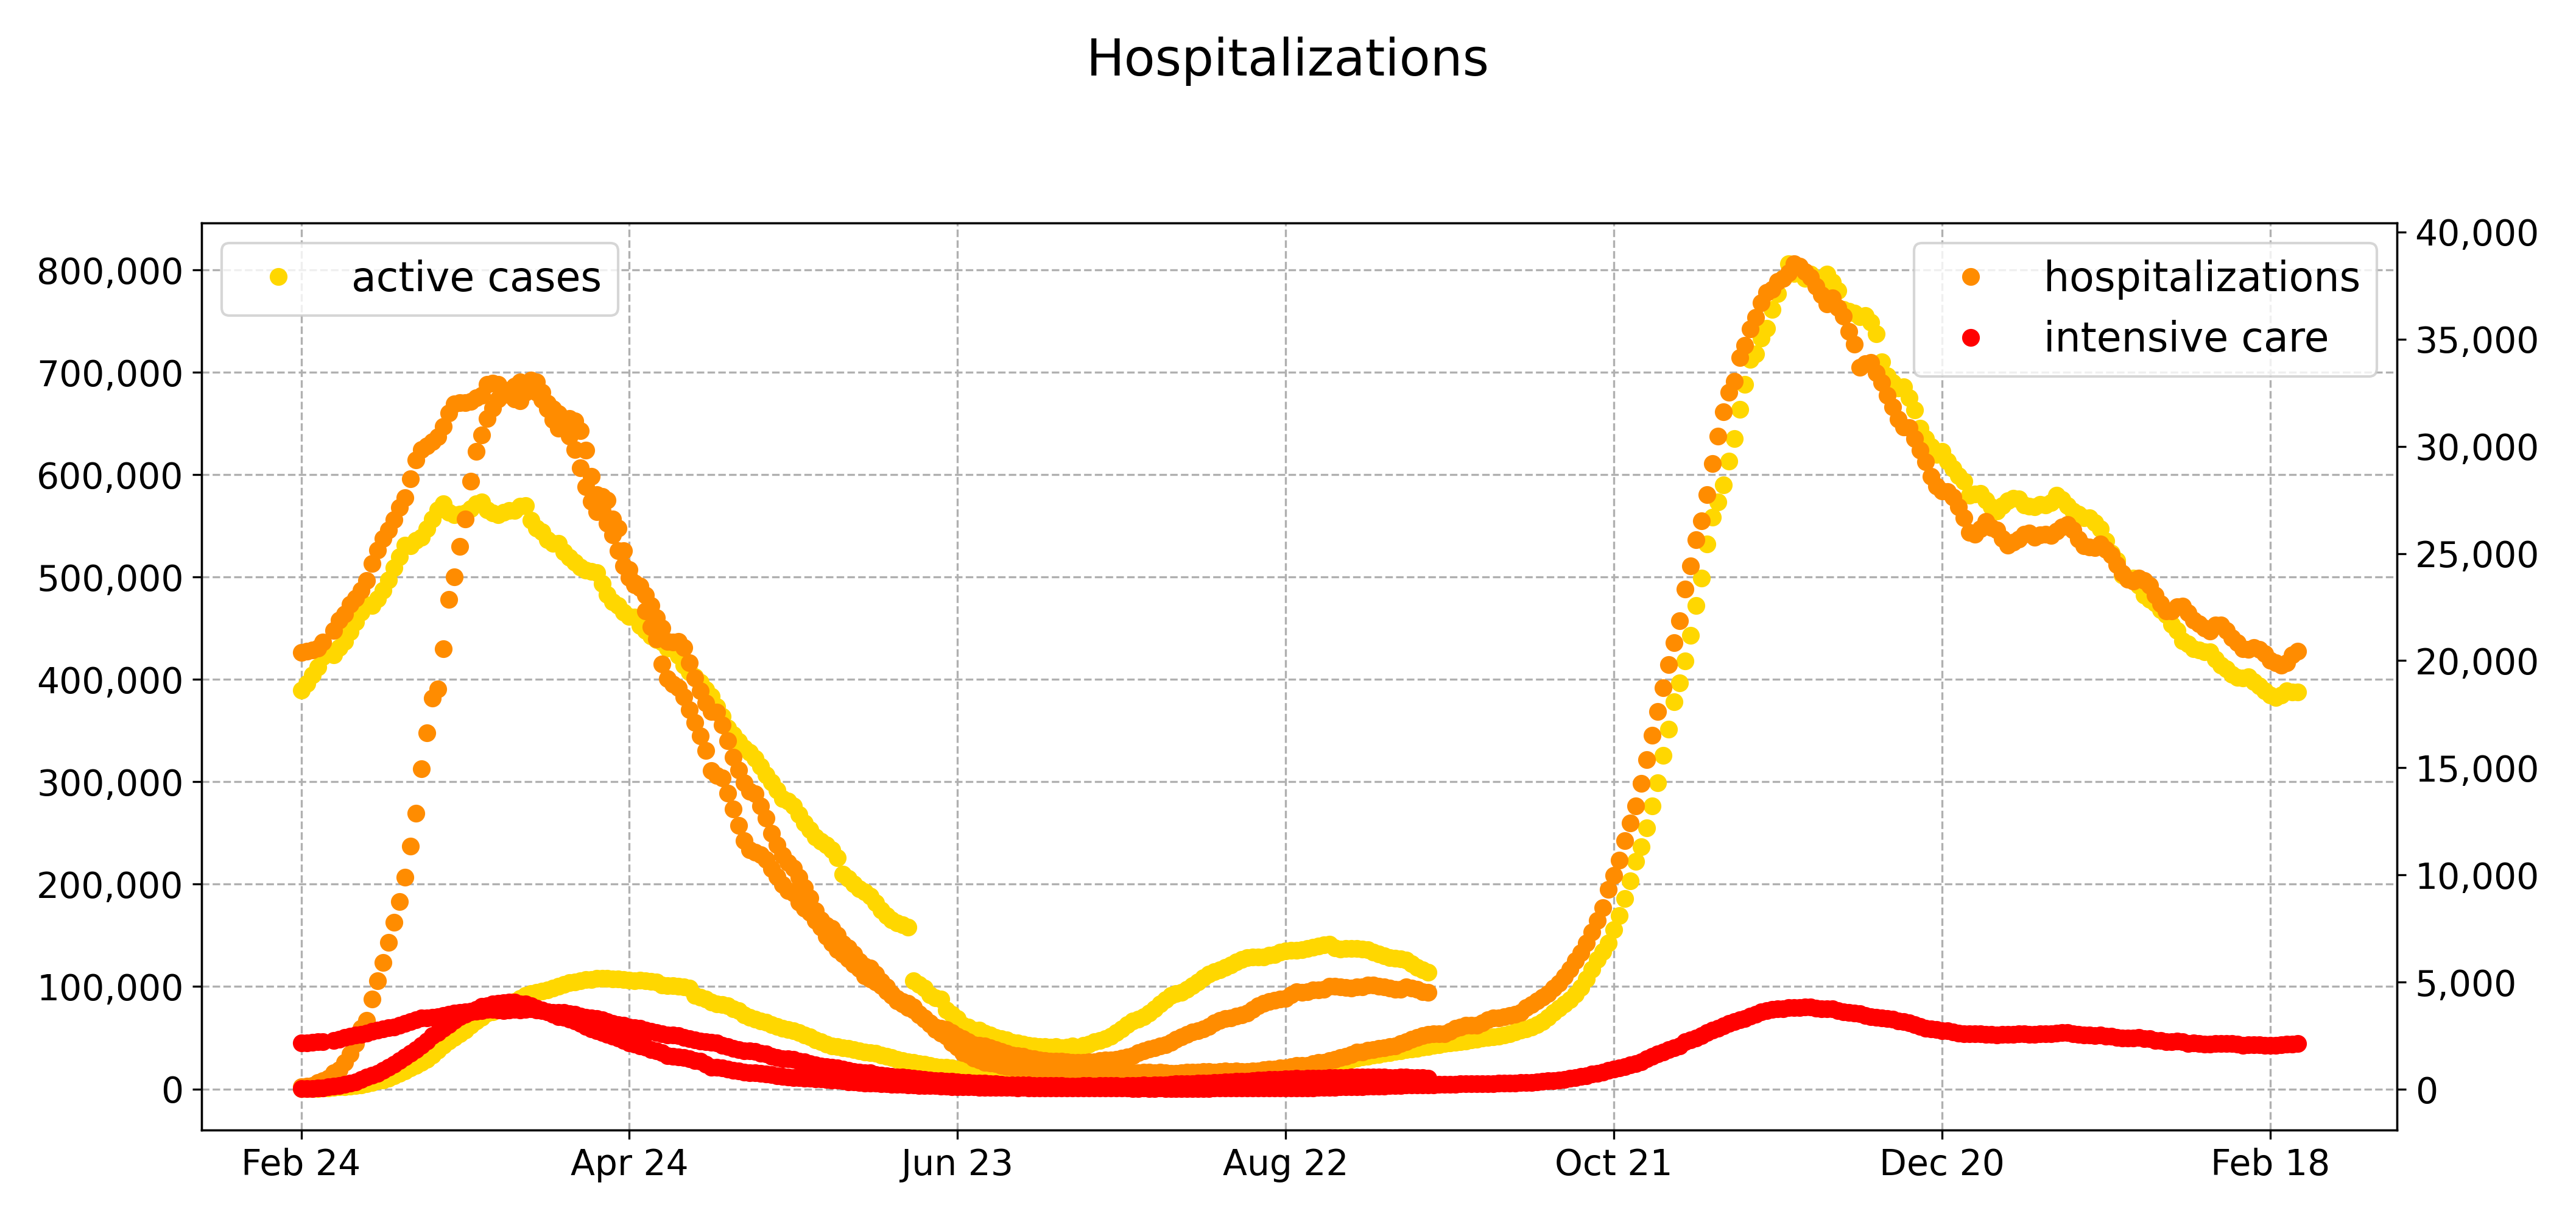 Hospitalizations
active cases
hospitalizations
intensive care
800,000
700,000
600,000
500,000
400,000
300,000
200,000
100,000
0
40,000
35,000
30,000
25,000
20,000
15,000
10,000
5,000
0
Feb 24
Apr 24
Jun 23
Aug 22
Oct 21
Dec 20
Feb 18